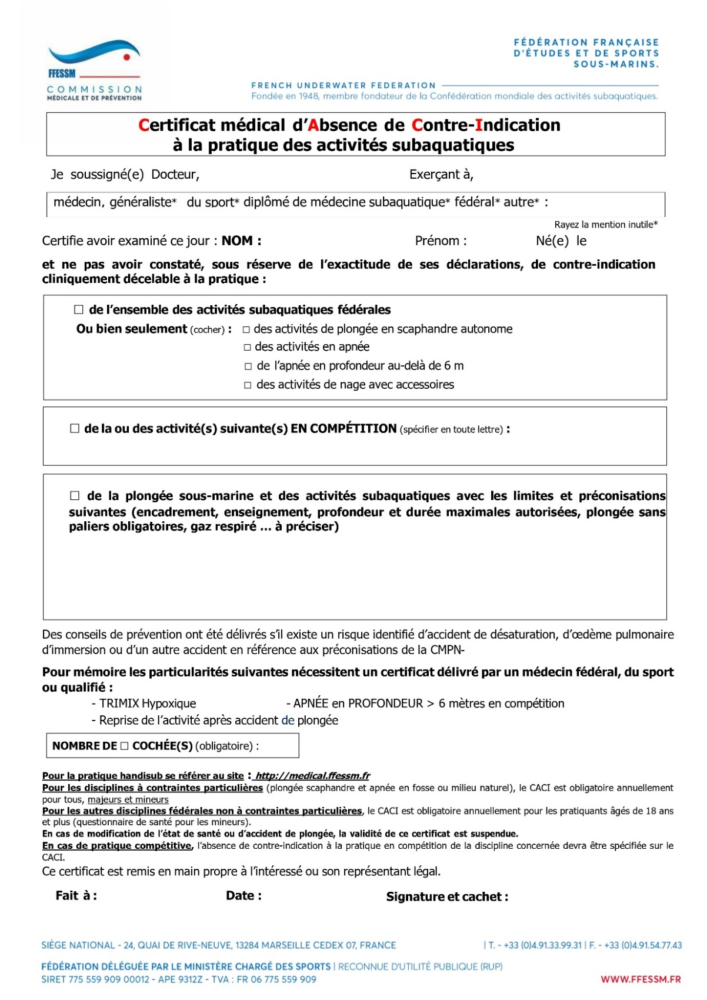 FFESSM
COMMISSION
MÉDICALE ET DE PRÉVENTION
FÉDÉRATION FRANÇAISE
D'ÉTUDES ET DE SPORTS
SOUS-MARINS.
FRENCH UNDERWATER FEDERATION
Fondée en 1948, membre fondateur de la Confédération mondiale des activités subaquatiques.
Certificat médical d’Absence de Contre-Indication
à la pratique des activités subaquatiques
Je soussigné(e) Docteur, Exerçant à,
médecin, généraliste* du sport* diplômé de médecine subaquatique* fédéral* autre* :
Rayez la mention inutile*
Certifie avoir examiné ce jour : NOM : Prénom : Né(e) le
et ne pas avoir constaté, sous réserve de l’exactitude de ses déclarations, de contre-indication
cliniquement décelable à la pratique :
☐ de l’ensemble des activités subaquatiques fédérales
Ou bien seulement (cocher) : ☐ des activités de plongée en scaphandre autonome
☐ des activités en apnée
☐ de l’apnée en profondeur au-delà de 6 m
☐ des activités de nage avec accessoires
☐ de la ou des activité(s) suivante(s) EN COMPÉTITION (spécifier en toute lettre) :
☐ de la plongée sous-marine et des activités subaquatiques avec les limites et préconisations
suivantes (encadrement, enseignement, profondeur et durée maximales autorisées, plongée sans
paliers obligatoires, gaz respiré ... à préciser)
Des conseils de prévention ont été délivrés s’il existe un risque identifié d’accident de désaturation, d’œdème pulmonaire
d’immersion ou d’un autre accident en référence aux préconisations de la CMPN-
Pour mémoire les particularités suivantes nécessitent un certificat délivré par un médecin fédéral, du sport
ou qualifié :
- TRIMIX Hypoxique - APNÉE en PROFONDEUR > 6 mètres en compétition
- Reprise de l’activité après accident de plongée
NOMBRE DE ☐ COCHÉE(S) (obligatoire) :
Pour la pratique handisub se référer au site : http://medical.ffessm.fr
Pour les disciplines à contraintes particulières (plongée scaphandre et apnée en fosse ou milieu naturel), le CACI est obligatoire annuellement
pour tous, majeurs et mineurs
Pour les autres disciplines fédérales non à contraintes particulières, le CACI est obligatoire annuellement pour les pratiquants âgés de 18 ans
et plus (questionnaire de santé pour les mineurs).
En cas de modification de l’état de santé ou d’accident de plongée, la validité de ce certificat est suspendue.
En cas de pratique compétitive, l’absence de contre-indication à la pratique en compétition de la discipline concernée devra être spécifiée sur le
CACI.
Ce certificat est remis en main propre à l’intéressé ou son représentant légal.
Fait à : Date : Signature et cachet :
SIÈGE NATIONAL - 24, QUAI DE RIVE-NEUVE, 13284 MARSEILLE CEDEX 07, FRANCE | T. - +33 (0)4.91.33.99.31 | F. - +33 (0)4.91.54.77.43
FÉDÉRATION DÉLÉGUÉE PAR LE MINISTÈRE CHARGÉ DES SPORTS | RECONNUE D'UTILITÉ PUBLIQUE (RUP)
SIRET 775 559 909 00012 - APE 9312Z - TVA : FR 06 775 559 909 WWW.FFESSM.FR